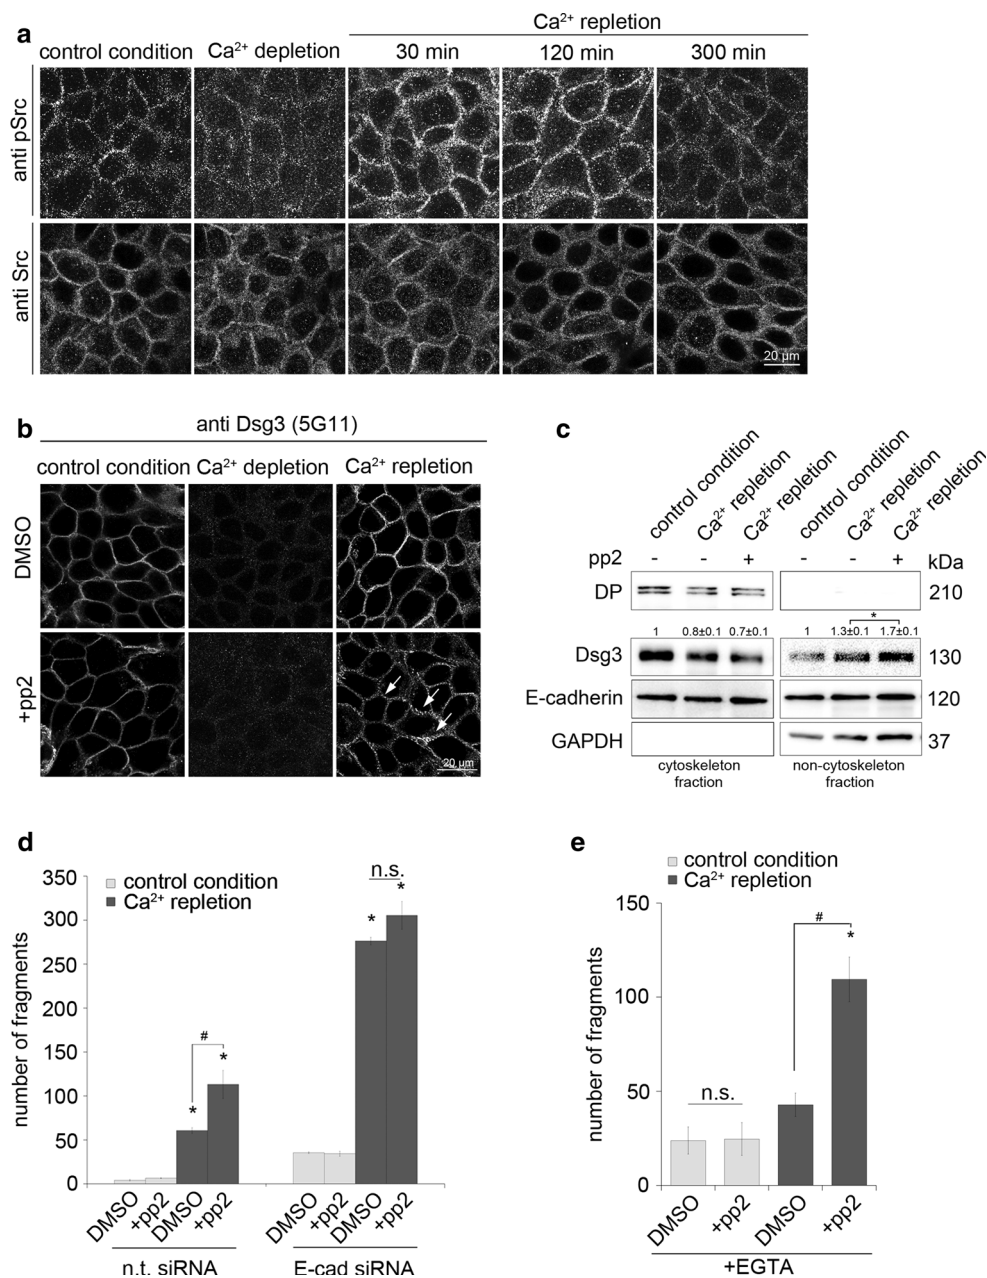 a
Ca²⁺ repletion
control condition Ca²⁺ depletion 30 min 120 min 300 min
anti pSrc
anti Src
20 µm
b
anti Dsg3 (5G11)
control condition Ca²⁺ depletion Ca²⁺ repletion
DMSO
+pp2
20 µm
c
control condition
Ca²⁺ repletion
Ca²⁺ repletion
control condition
Ca²⁺ repletion
Ca²⁺ repletion
pp2 - - + - - + kDa
DP 210
*
1 0.8±0.1 0.7±0.1 1 1.3±0.1 1.7±0.1
Dsg3 130
E-cadherin 120
GAPDH 37
cytoskeleton fraction
non-cytoskeleton fraction
d
control condition
Ca²⁺ repletion
number of fragments
350
300
250
200
150
100
50
0
* # * * n.s. *
DMSO +pp2 DMSO +pp2 DMSO +pp2 DMSO +pp2
n.t. siRNA E-cad siRNA
e
control condition
Ca²⁺ repletion
number of fragments
150
100
50
0
n.s. # *
DMSO +pp2 DMSO +pp2
+EGTA